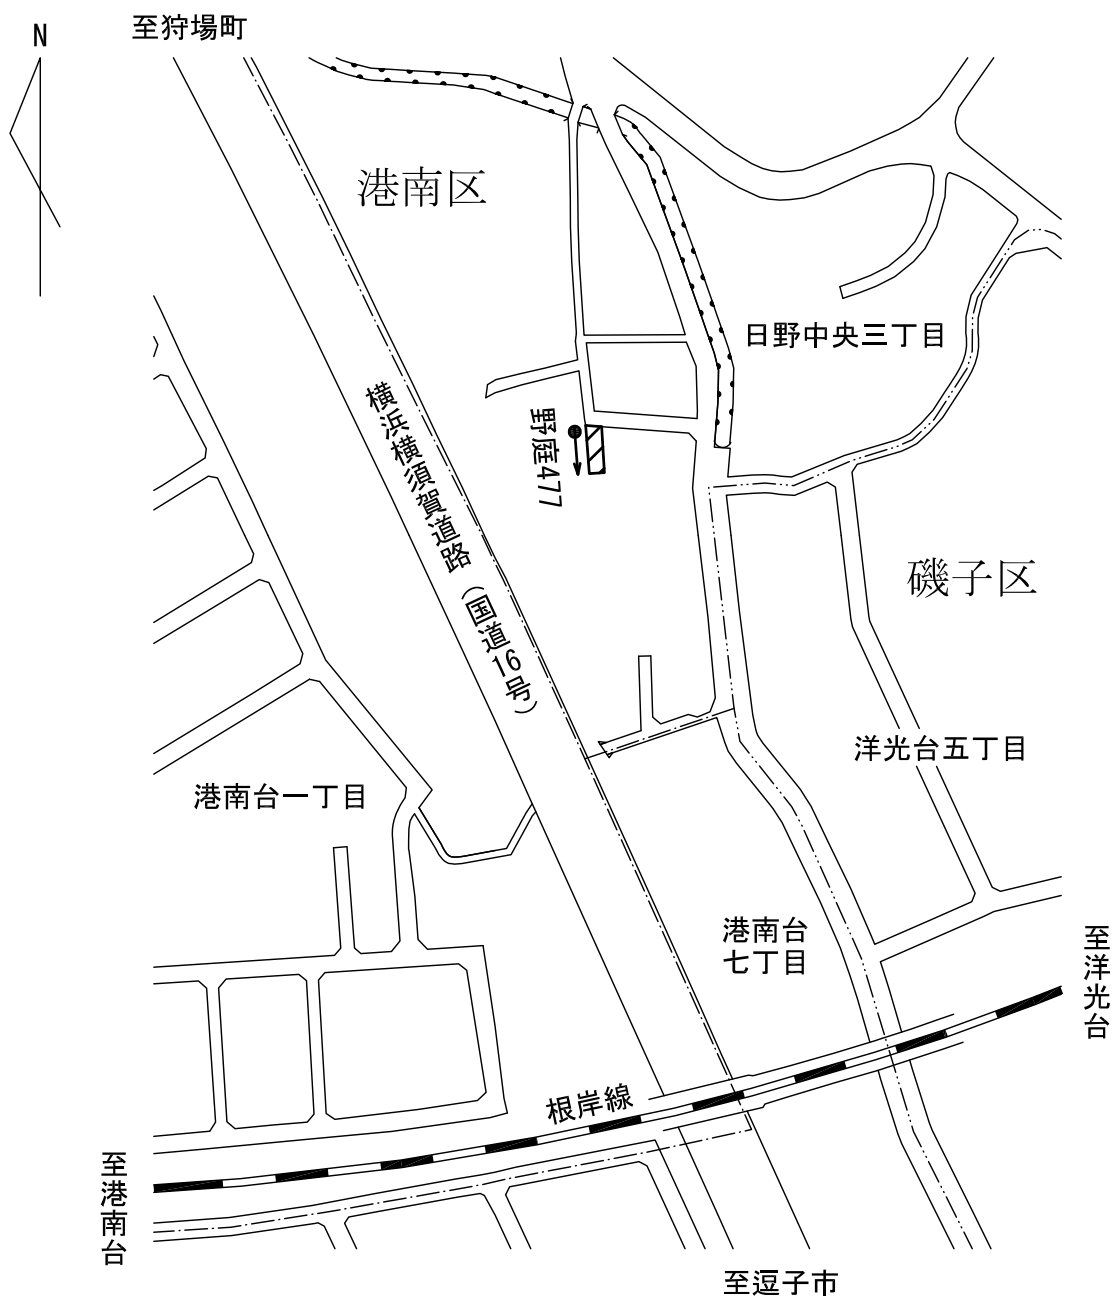 至狩場町
N
港南区
日野中央三丁目
横浜横須賀道路(国道16号)
野庭477
磯子区
洋光台五丁目
港南台一丁目
港南台
七丁目
至洋光台
根岸線
至港南台
至逗子市